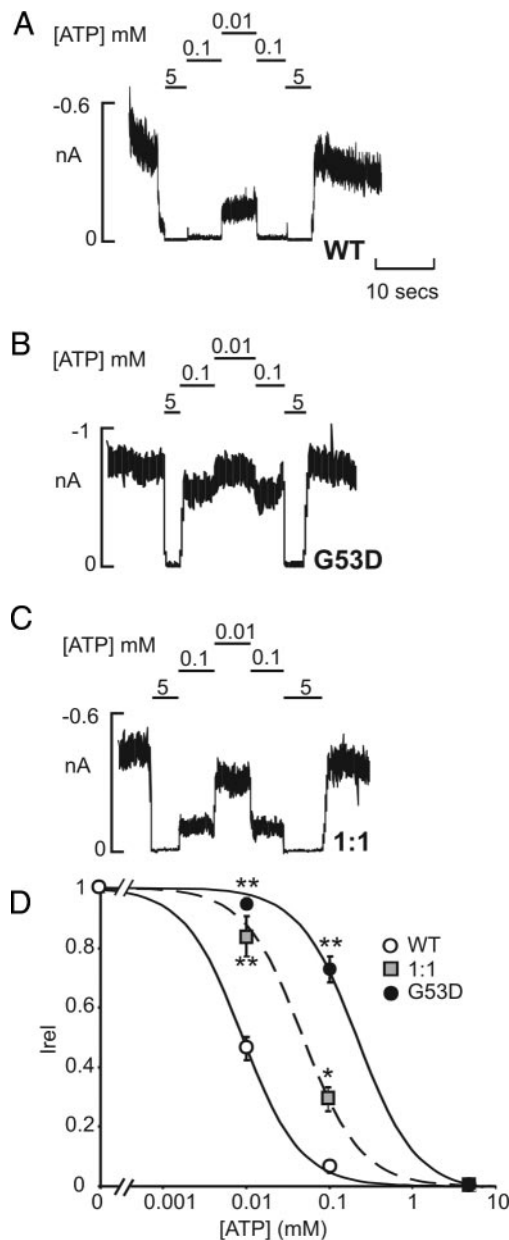 A
[ATP] mM
0.01
0.1 0.1
5 5
-0.6
nA
0
WT
10 secs
B
[ATP] mM
0.01
0.1 0.1
5 5
-1
nA
0
G53D
C
[ATP] mM
0.01
0.1 0.1
5 5
-0.6
nA
0
1:1
D
1
0.8
0.6
0.4
0.2
0
Irel
**
**
**
*
WT
1:1
G53D
0 0.001 0.01 0.1 1 10
[ATP] (mM)